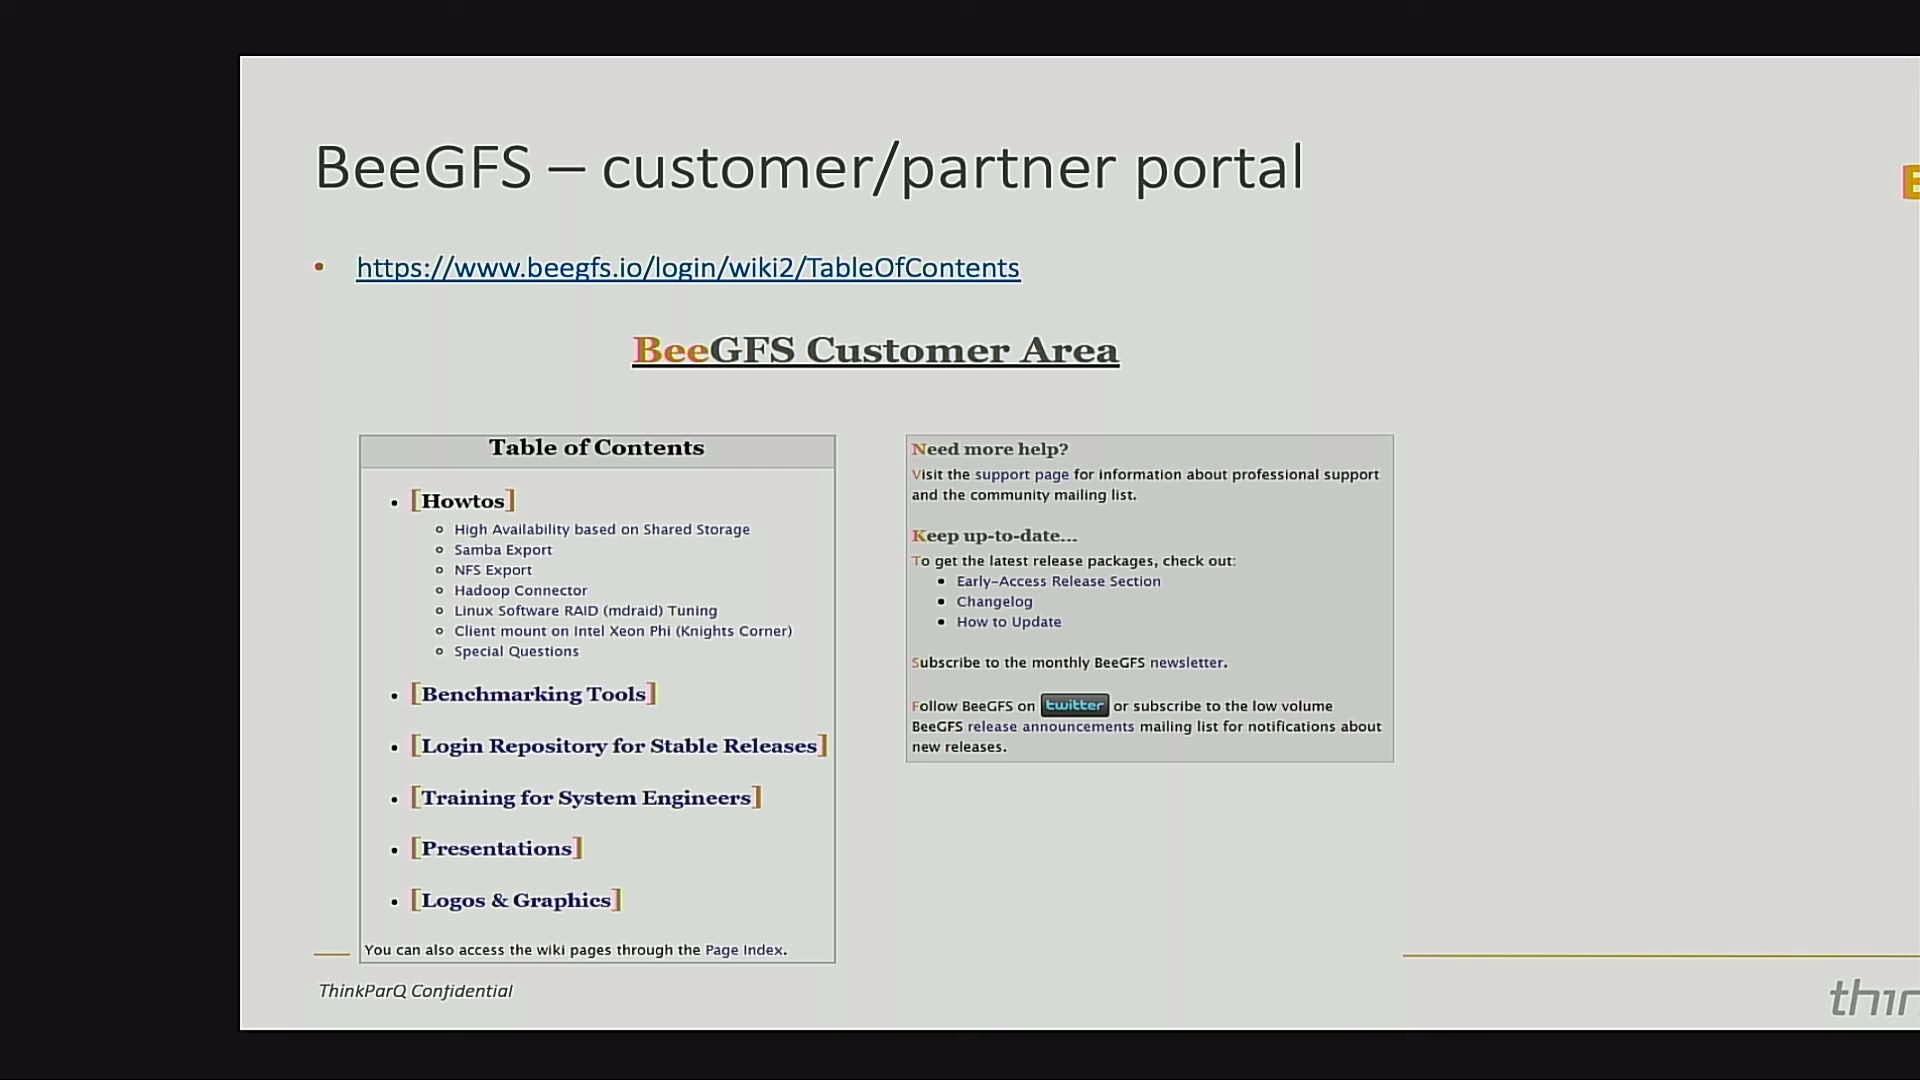 BeeGFS – customer/partner portal
• https://www.beegfs.io/login/wiki2/TableOfContents
BeeGFS Customer Area
Table of Contents
• [Howtos]
High Availability based on Shared Storage
Samba Export
NFS Export
Hadoop Connector
Linux Software RAID (mdraid) Tuning
Client mount on Intel Xeon Phi (Knights Corner)
Special Questions
• [Benchmarking Tools]
• [Login Repository for Stable Releases]
• [Training for System Engineers]
• [Presentations]
• [Logos & Graphics]
You can also access the wiki pages through the Page Index.
Need more help?
Visit the support page for information about professional support
and the community mailing list.
Keep up-to-date...
To get the latest release packages, check out:
• Early-Access Release Section
• Changelog
• How to Update
Subscribe to the monthly BeeGFS newsletter.
Follow BeeGFS on twitter or subscribe to the low volume
BeeGFS release announcements mailing list for notifications about
new releases.
ThinkParQ Confidential